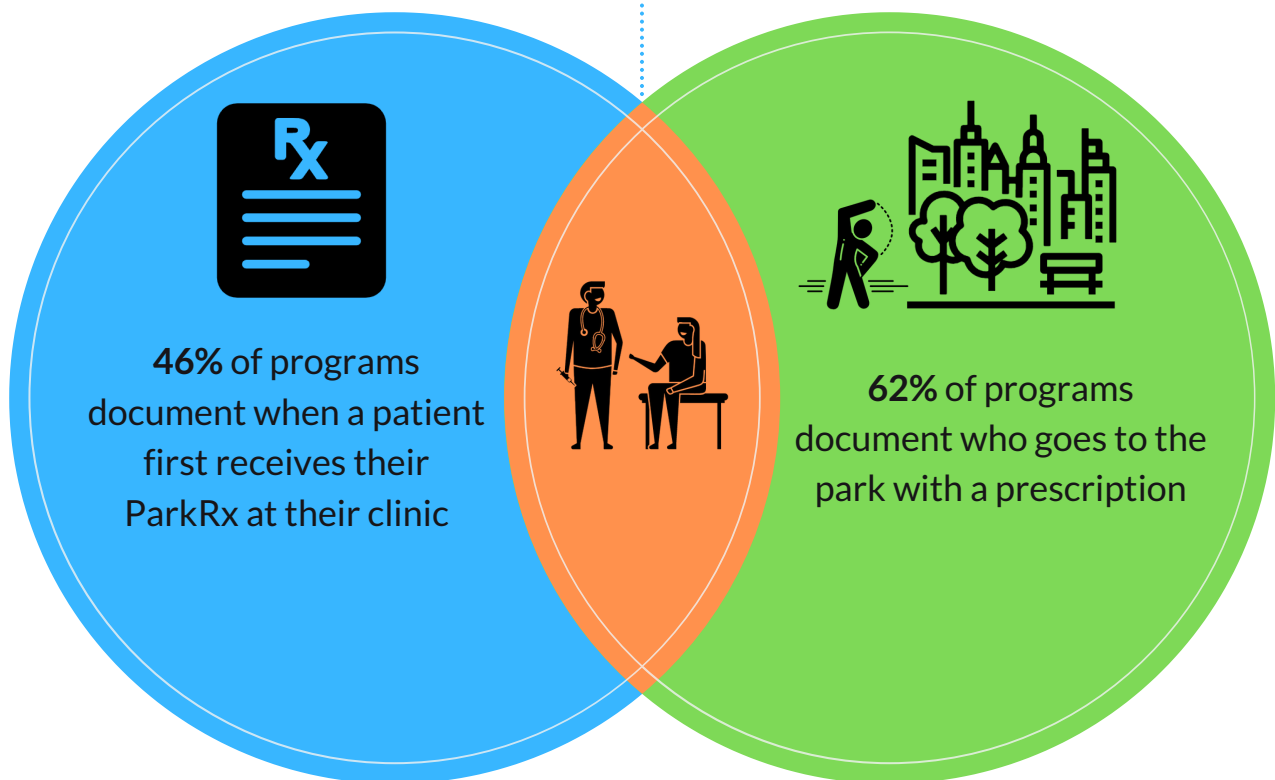 Rx
46% of programs
document when a patient
first receives their
ParkRx at their clinic
62% of programs
document who goes to the
park with a prescription